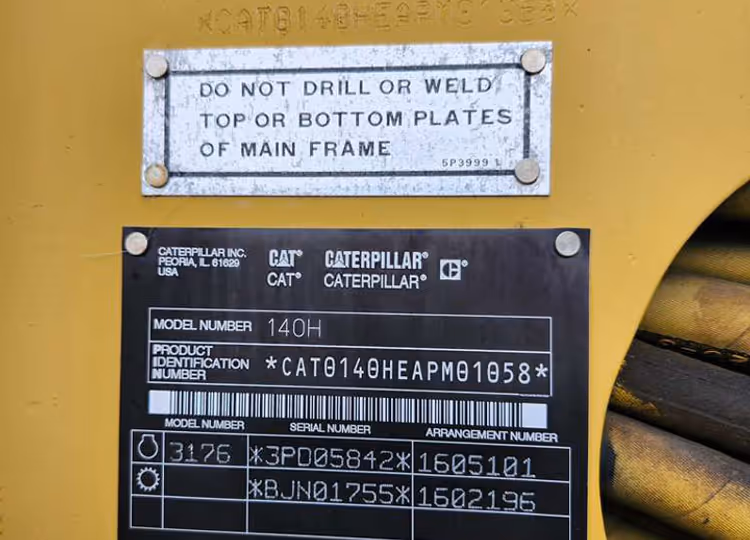 DO NOT DRILL OR WELD
TOP OR BOTTOM PLATES
OF MAIN FRAME
5P3999
CATERPILLAR INC.
PEORIA, IL. 61629
USA
CAT® CATERPILLAR®
CAT® CATERPILLAR®
MODEL NUMBER 140H
PRODUCT IDENTIFICATION NUMBER *CAT0140HEAPM01058*
MODEL NUMBER SERIAL NUMBER ARRANGEMENT NUMBER
3176 *3PD05842* 1605101
*BJN01755* 1602196